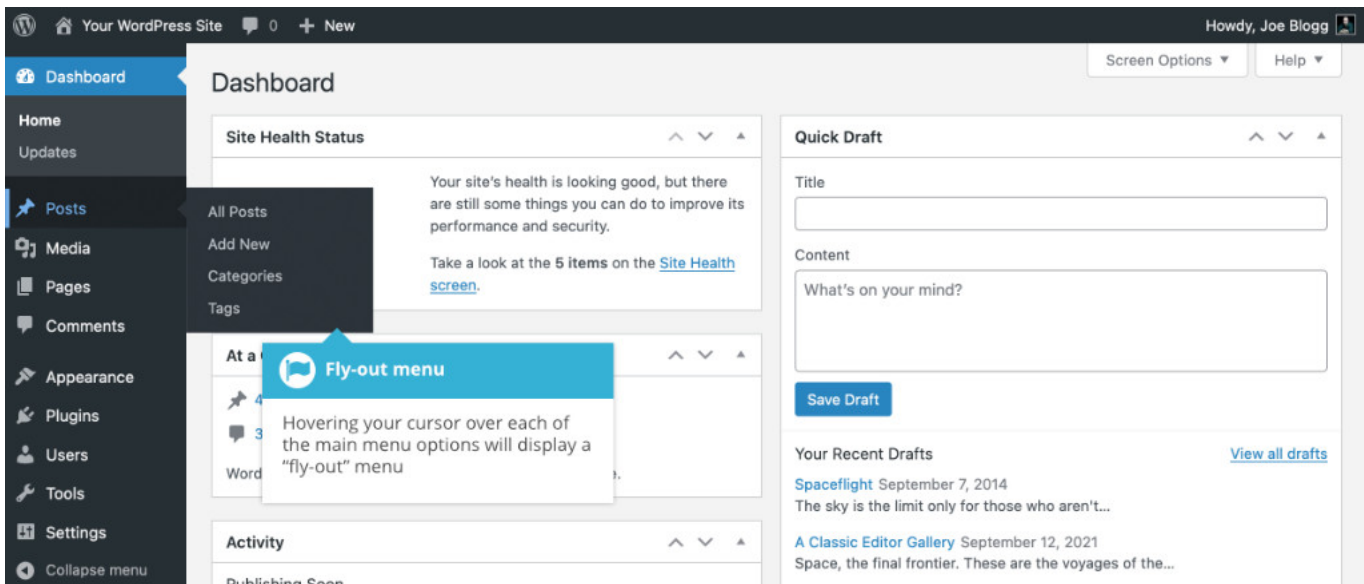 Your WordPress Site 0 + New Howdy, Joe Blogg
Dashboard
Home
Updates
Posts
Media
Pages
Comments
Appearance
Plugins
Users
Tools
Settings
Collapse menu
All Posts
Add New
Categories
Tags
Screen Options Help
Dashboard
Site Health Status
Your site's health is looking good, but there
are still some things you can do to improve its
performance and security.
Take a look at the 5 items on the Site Health
screen.
At a
4
3
Word
Fly-out menu
Hovering your cursor over each of
the main menu options will display a
“fly-out” menu
Activity
Publishing Soon
Quick Draft
Title
Content
What's on your mind?
Save Draft
Your Recent Drafts View all drafts
Spaceflight September 7, 2014
The sky is the limit only for those who aren't...
A Classic Editor Gallery September 12, 2021
Space, the final frontier. These are the voyages of the...